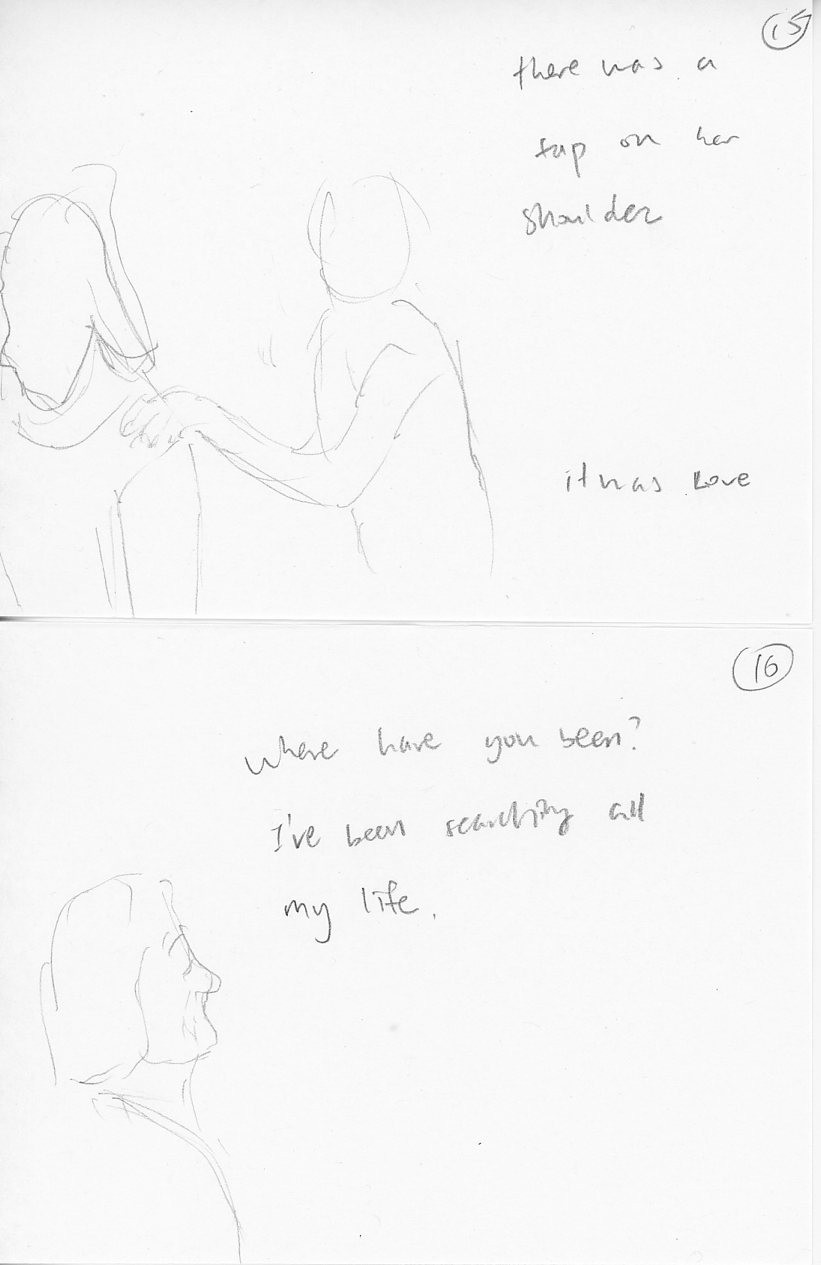 15
there was a
tap on her
shoulder
it was Love
16
Where have you been?
I've been searching all
my life.